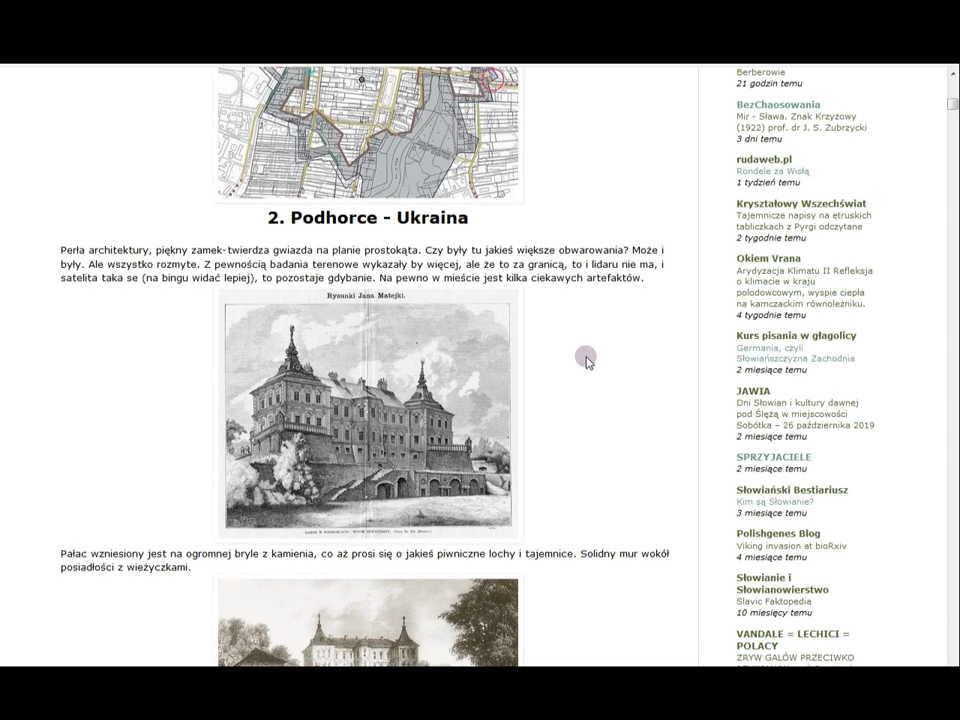 2. Podhorce - Ukraina
Perła architektury, piękny zamek-twierdza gwiazda na planie prostokąta. Czy były tu jakieś większe obwarowania? Może i
były. Ale wszystko rozmyte. Z pewnością badania terenowe wykazały by więcej, ale że to za granicą, to i lidaru nie ma, i
satelita taka se (na bingu widać lepiej), to pozostaje gdybanie. Na pewno w mieście jest kilka ciekawych artefaktów.
Rysunki Jana Matejki.
Pałac wzniesiony jest na ogromnej bryle z kamienia, co aż prosi się o jakieś piwniczne lochy i tajemnice. Solidny mur wokół
posiadłości z wieżyczkami.
Berberowie
21 godzin temu
BezChaosowania
Mir - Sława. Znak Krzyżowy
(1922) prof. dr J. S. Zubrzycki
3 dni temu
rudaweb.pl
Rondele za Wisłą
1 tydzień temu
Kryształowy Wszechświat
Tajemnicze napisy na etruskich
tabliczkach z Pyrgi odczytane
2 tygodnie temu
Okiem Vrana
Arydyzacja Klimatu II Refleksja
o klimacie w kraju
polodowcowym, wyspie ciepła
na kamczackim równoleżniku.
4 tygodnie temu
Kurs pisania w głagolicy
Germania, czyli
Słowiańszczyzna Zachodnia
2 miesiące temu
JAWIA
Dni Słowian i kultury dawnej
pod Ślężą w miejscowości
Sobótka – 26 października 2019
2 miesiące temu
SPRZYJACIELE
2 miesiące temu
Słowiański Bestiariusz
Kim są Słowianie?
3 miesiące temu
Polishgenes Blog
Viking invasion at bioRxiv
4 miesiące temu
Słowianie i
Słowianowierstwo
Slavic Faktopedia
10 miesięcy temu
VANDALE = LECHICI =
POLACY
ZRYW GALÓW PRZECIWKO